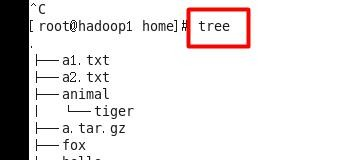 ^C
[root@hadoop1 home]# tree
.
├──a1.txt
├──a2.txt
├──animal
│   └──tiger
├──a.tar.gz
├──fox